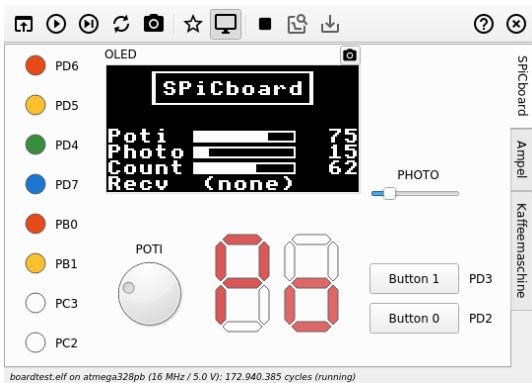 OLED
SPiCboard
Poti 75
Photo 15
Count 62
Recv (none)
PD6
PD5
PD4
PD7
PB0
PB1
PC3
PC2
POTI
PHOTO
Button 1 PD3
Button 0 PD2
SPiCboard
Ampel
Kaffeemaschine
boardtest.elf on atmega328pb (16 MHz / 5.0 V): 172.940.385 cycles (running)